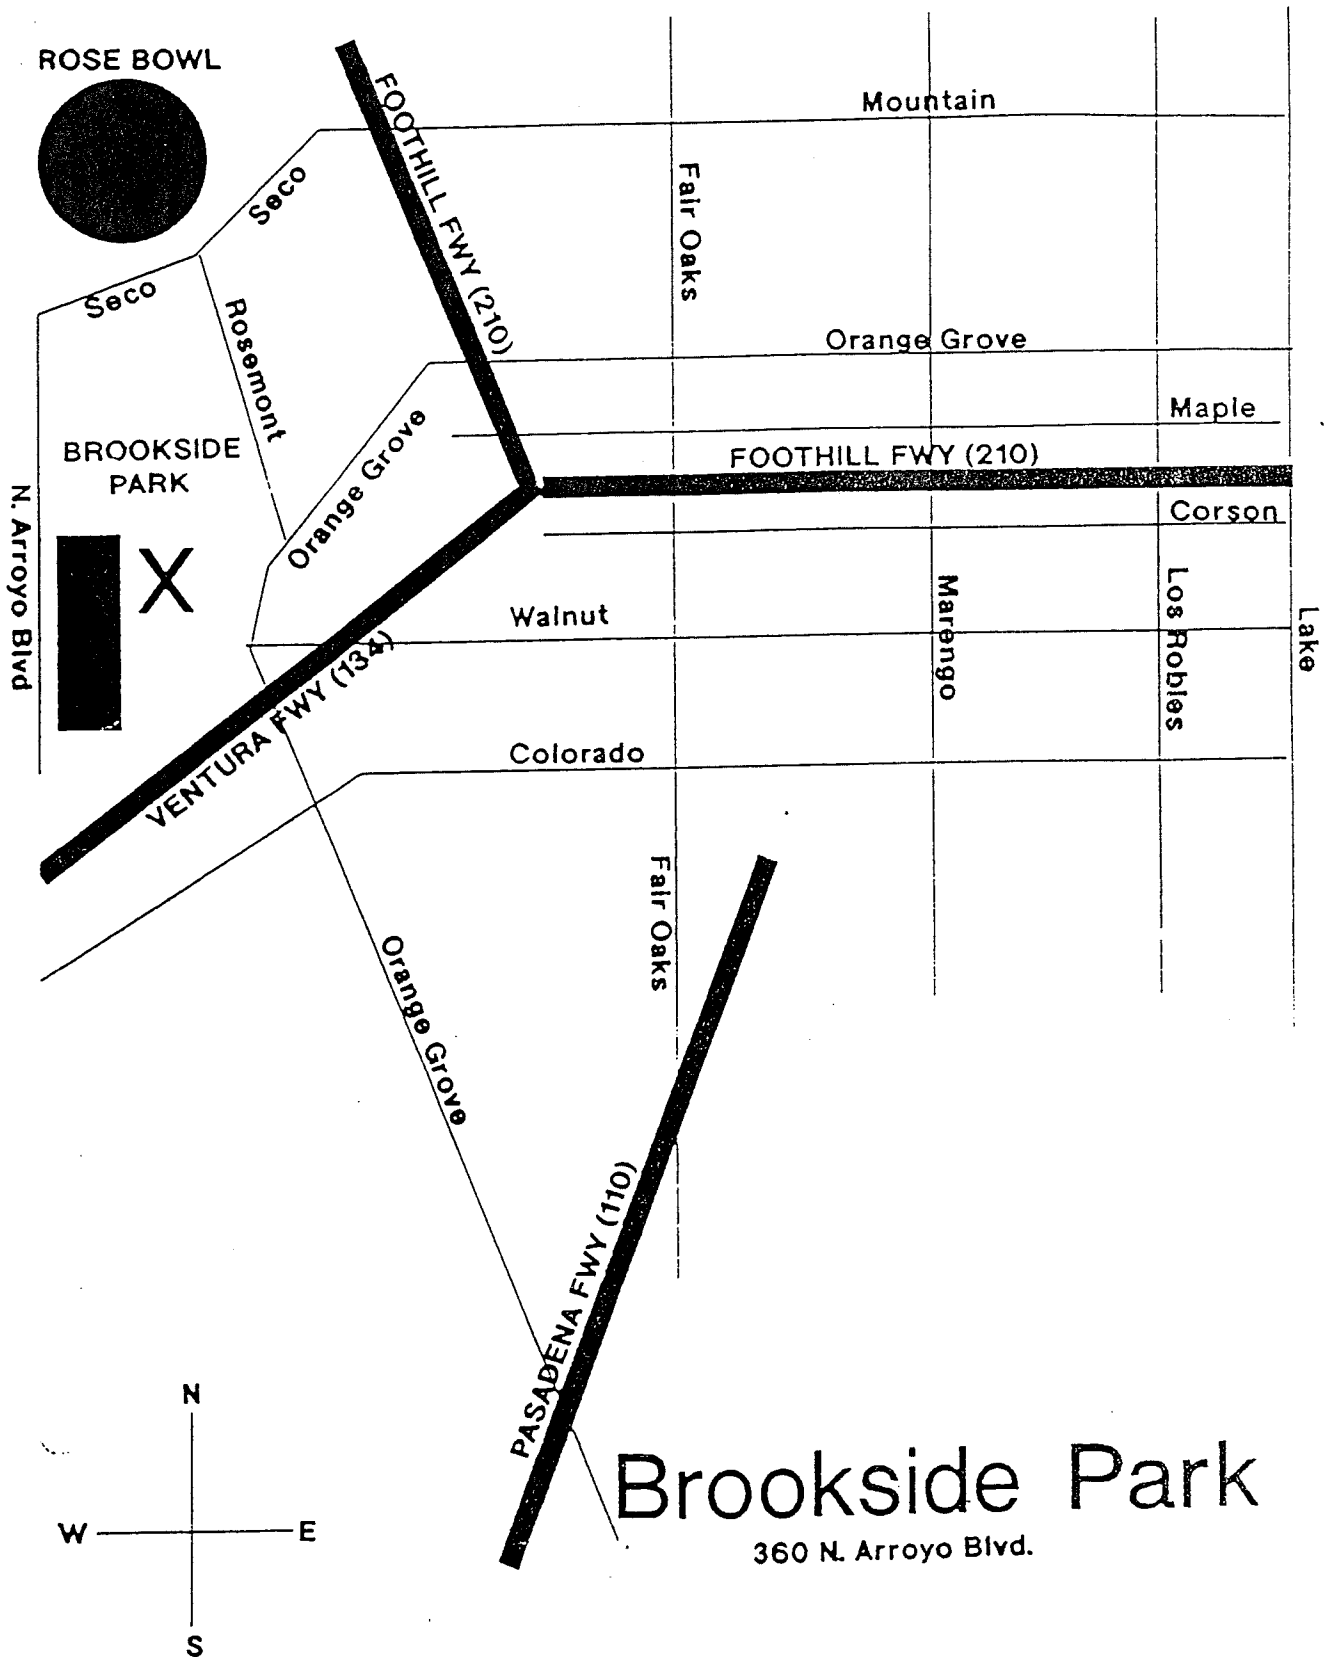 ROSE BOWL
Mountain
FOOTHILL FWY (210)
Seco
Fair Oaks
Seco
Rosemont
Orange Grove
Maple
Orange Grove
BROOKSIDE
PARK
FOOTHILL FWY (210)
N. Arroyo Blvd
X
Corson
Walnut
Marengo
Los Robles
Lake
VENTURA FWY (134)
Colorado
Fair Oaks
Orange Grove
PASADENA FWY (110)
N
W
E
S
Brookside Park
360 N. Arroyo Blvd.